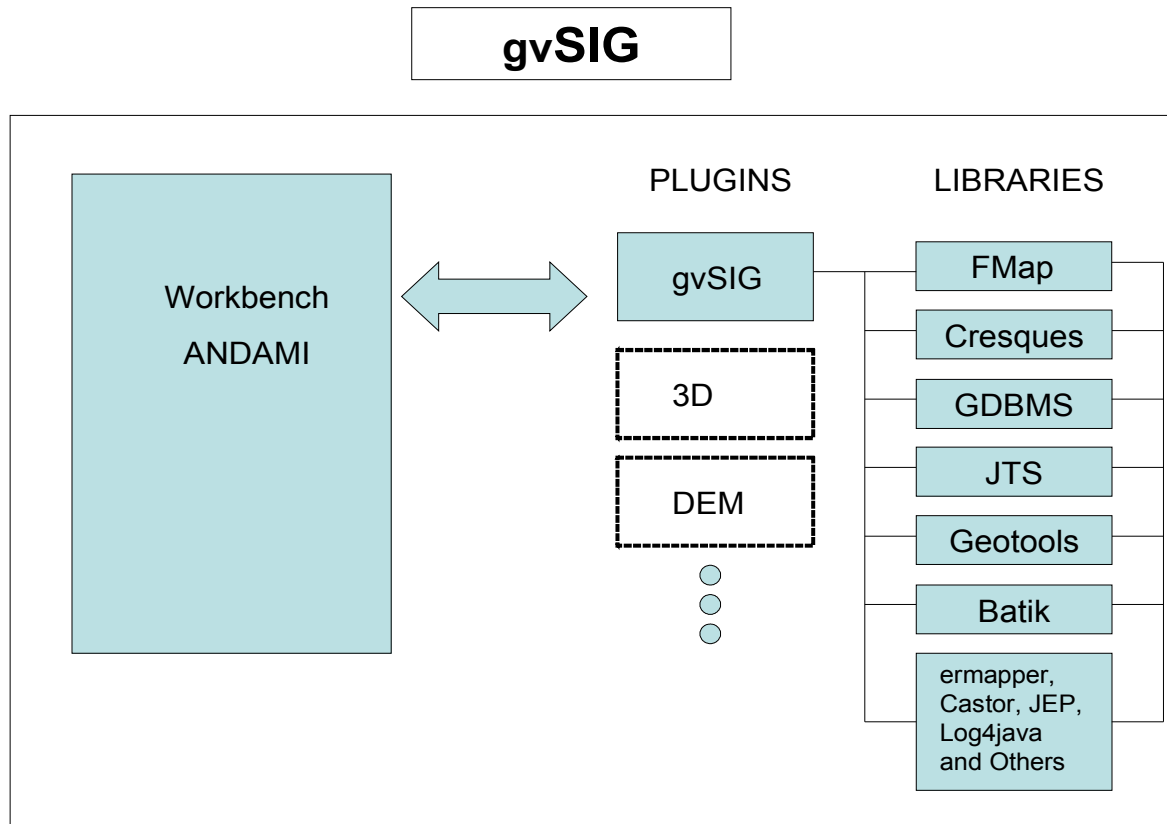 gvSIG
PLUGINS
LIBRARIES
Workbench
ANDAMI
gvSIG
3D
DEM
FMap
Cresques
GDBMS
JTS
Geotools
Batik
ermapper,
Castor, JEP,
Log4java
and Others